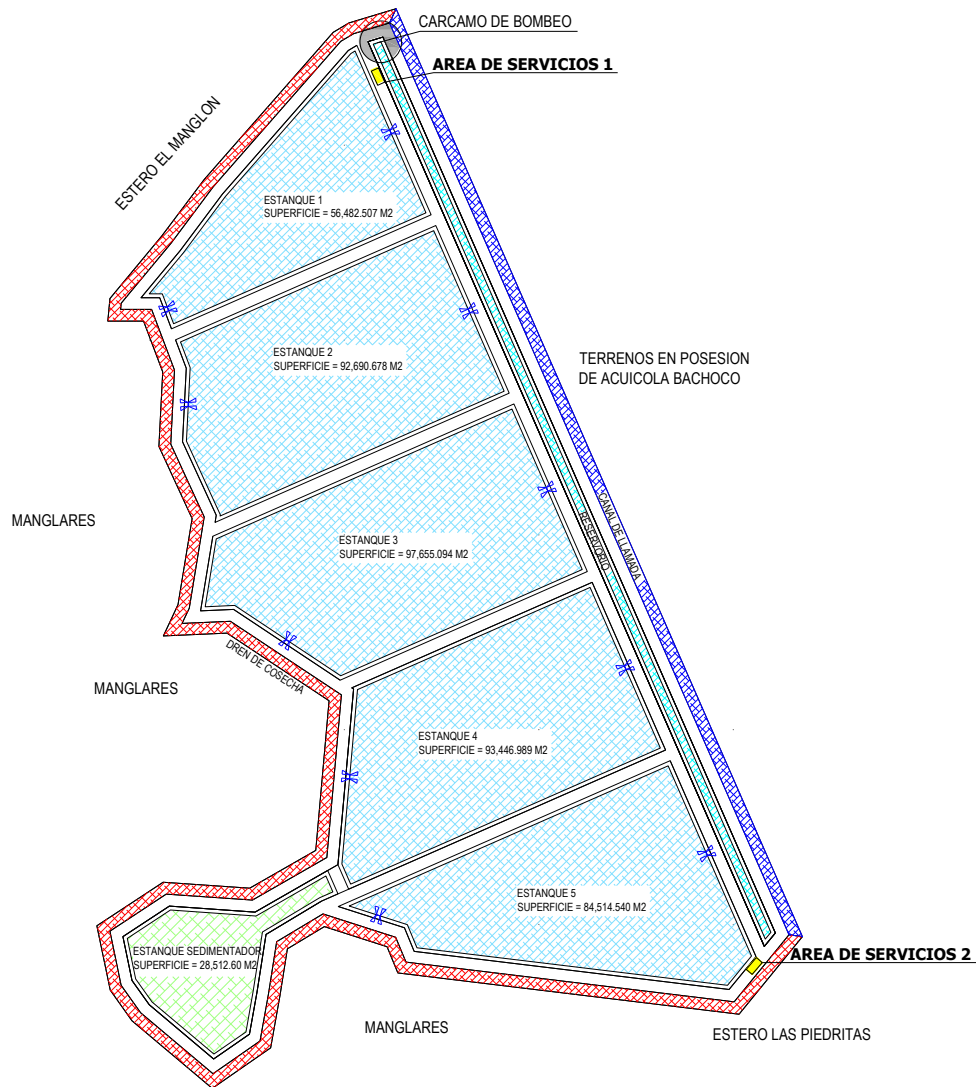 CARCAMO DE BOMBEO
AREA DE SERVICIOS 1
ESTERO EL MANGLON
ESTANQUE 1
SUPERFICIE = 56,482.507 M2
ESTANQUE 2
SUPERFICIE = 92,690.678 M2
TERRENOS EN POSESION
DE ACUICOLA BACHOCO
MANGLARES
ESTANQUE 3
SUPERFICIE = 97,655.094 M2
RESERVORIO
CANAL DE LLAMADA
DREN DE COSECHA
MANGLARES
ESTANQUE 4
SUPERFICIE = 93,446.989 M2
ESTANQUE 5
SUPERFICIE = 84,514.540 M2
ESTANQUE SEDIMENTADOR
SUPERFICIE = 28,512.60 M2
AREA DE SERVICIOS 2
MANGLARES
ESTERO LAS PIEDRITAS